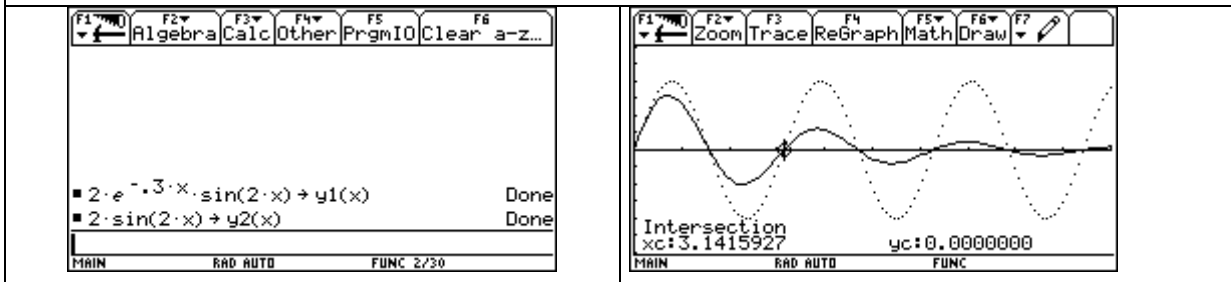 F1 F2 F3 F4 F5 F6
Algebra Calc Other PrgmIO Clear a-z…
■ 2·e^-.3·x·sin(2·x)→y1(x) Done
■ 2·sin(2·x)→y2(x) Done
MAIN RAD AUTO FUNC 2/30
F1 F2 F3 F4 F5 F6 F7
Zoom Trace ReGraph Math Draw
Intersection
xc:3.1415927 yc:0.0000000
MAIN RAD AUTO FUNC